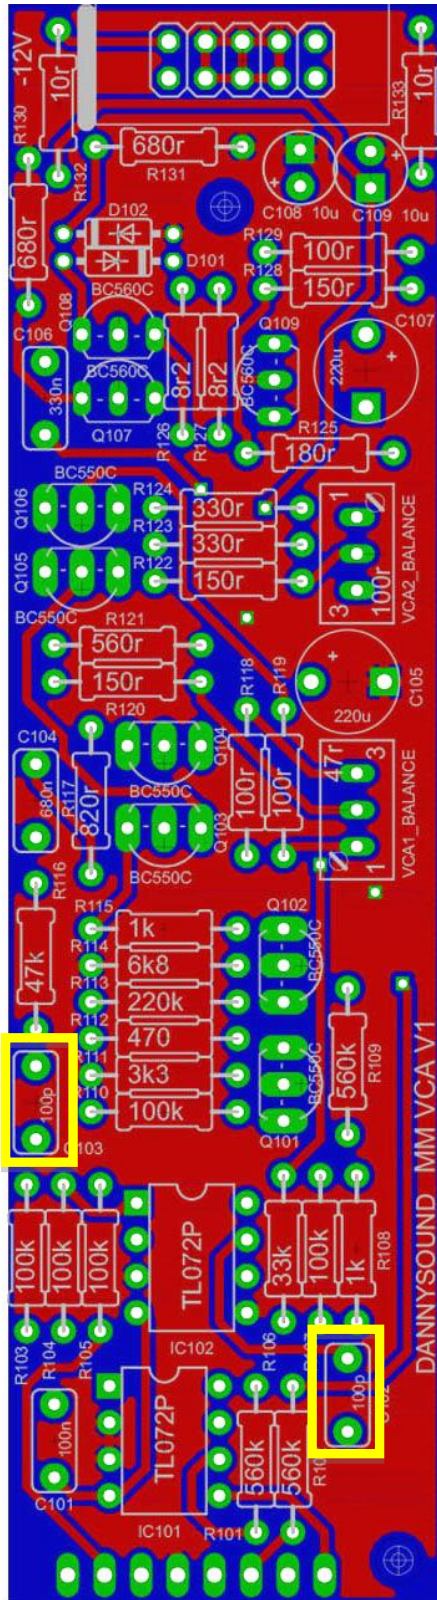 -12V
R130
10r
R133
10r
R132
680r
R131
680r
C108
10u
C109
10u
D102
D101
R129
100r
R128
150r
Q108
BC560C
C107
220u
C106
330n
BC560C
Q107
8r2
8r2
R126
R127
Q109
BC560C
R125
180r
BC550C
Q106
Q105
BC550C
R124
330r
R123
330r
R122
150r
1
3
100r
VCA2_BALANCE
R121
560r
150r
R120
R118
R119
C105
220u
C104
680n
R117
820r
Q104
BC550C
Q103
BC550C
100r
100r
47r
3
1
VCA1_BALANCE
R116
47k
R115
1k
R114
6k8
R113
220k
R112
470
R111
3k3
R110
100k
Q102
BC550C
BC550C
Q101
560k
R109
100p
C103
100k
100k
100k
R103
R104
R105
TL072P
IC102
33k
100k
1k
R108
R106
100p
C102
100n
C101
TL072P
IC101
560k
560k
R101
DANNYSOUND MM VCA V1